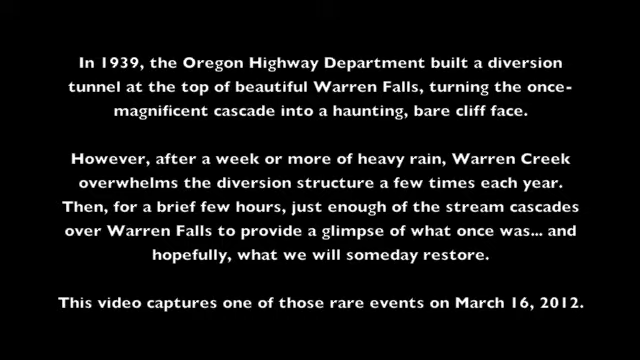 In 1939, the Oregon Highway Department built a diversion
tunnel at the top of beautiful Warren Falls, turning the once-
magnificent cascade into a haunting, bare cliff face.
However, after a week or more of heavy rain, Warren Creek
overwhelms the diversion structure a few times each year.
Then, for a brief few hours, just enough of the stream cascades
over Warren Falls to provide a glimpse of what once was... and
hopefully, what we will someday restore.
This video captures one of those rare events on March 16, 2012.